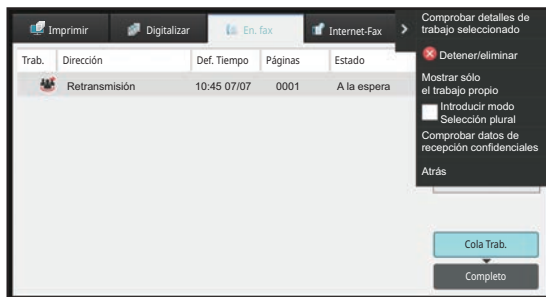 Imprimir
Digitalizar
En. fax
Internet-Fax
Trab.
Dirección
Def. Tiempo
Páginas
Estado
Retransmisión
10:45 07/07
0001
A la espera
Comprobar detalles de
trabajo seleccionado
Detener/eliminar
Mostrar sólo
el trabajo propio
Introducir modo
Selección plural
Comprobar datos de
recepción confidenciales
Atrás
Cola Trab.
Completo